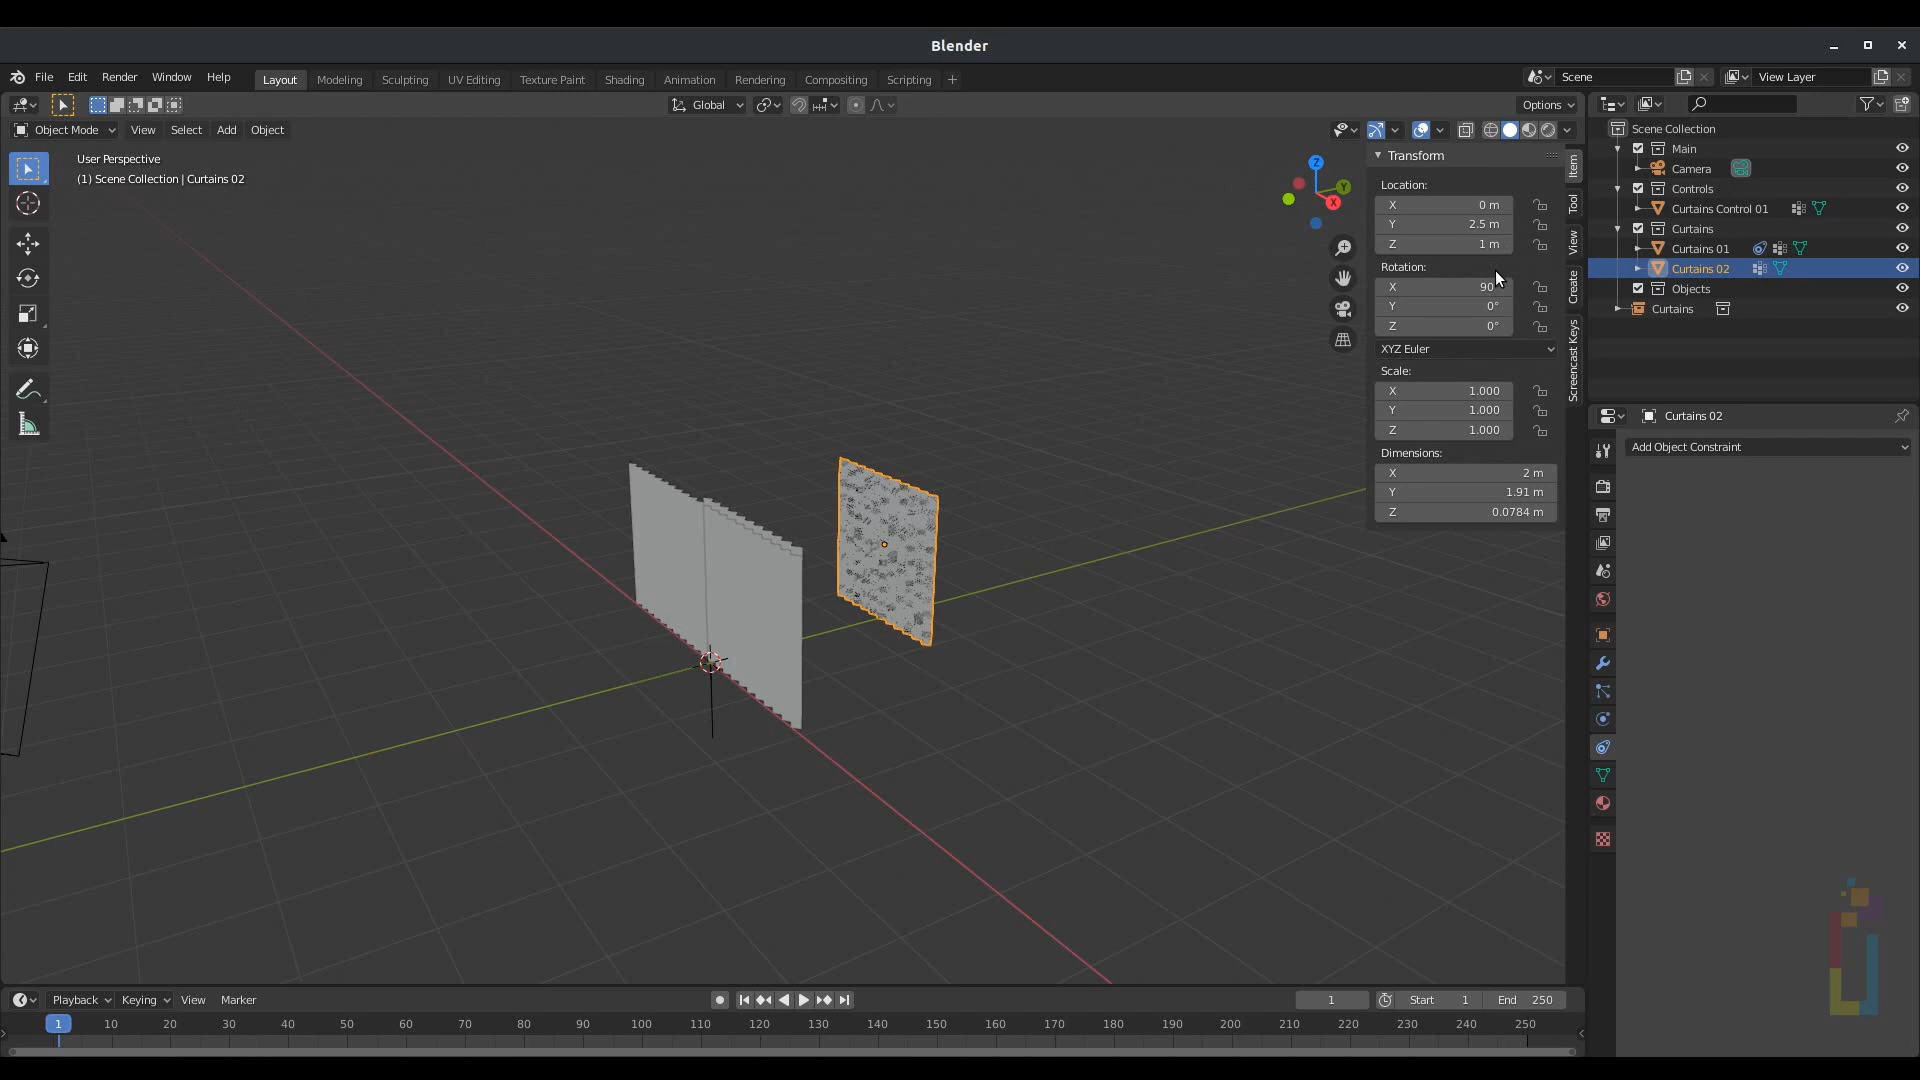 Blender
File Edit Render Window Help
Layout Modeling Sculpting UV Editing Texture Paint Shading Animation Rendering Compositing Scripting +
Scene
View Layer
Global
Options
Object Mode View Select Add Object
User Perspective
(1) Scene Collection | Curtains 02
Z
Y
X
Transform
Location:
X 0 m
Y 2.5 m
Z 1 m
Rotation:
X 90
Y 0°
Z 0°
XYZ Euler
Scale:
X 1.000
Y 1.000
Z 1.000
Dimensions:
X 2 m
Y 1.91 m
Z 0.0784 m
Item
Tool
View
Create
Screencast Keys
Scene Collection
Main
Camera
Controls
Curtains Control 01
Curtains
Curtains 01
Curtains 02
Objects
Curtains
Curtains 02
Add Object Constraint
Playback Keying View Marker
1
Start 1
End 250
1 10 20 30 40 50 60 70 80 90 100 110 120 130 140 150 160 170 180 190 200 210 220 230 240 250